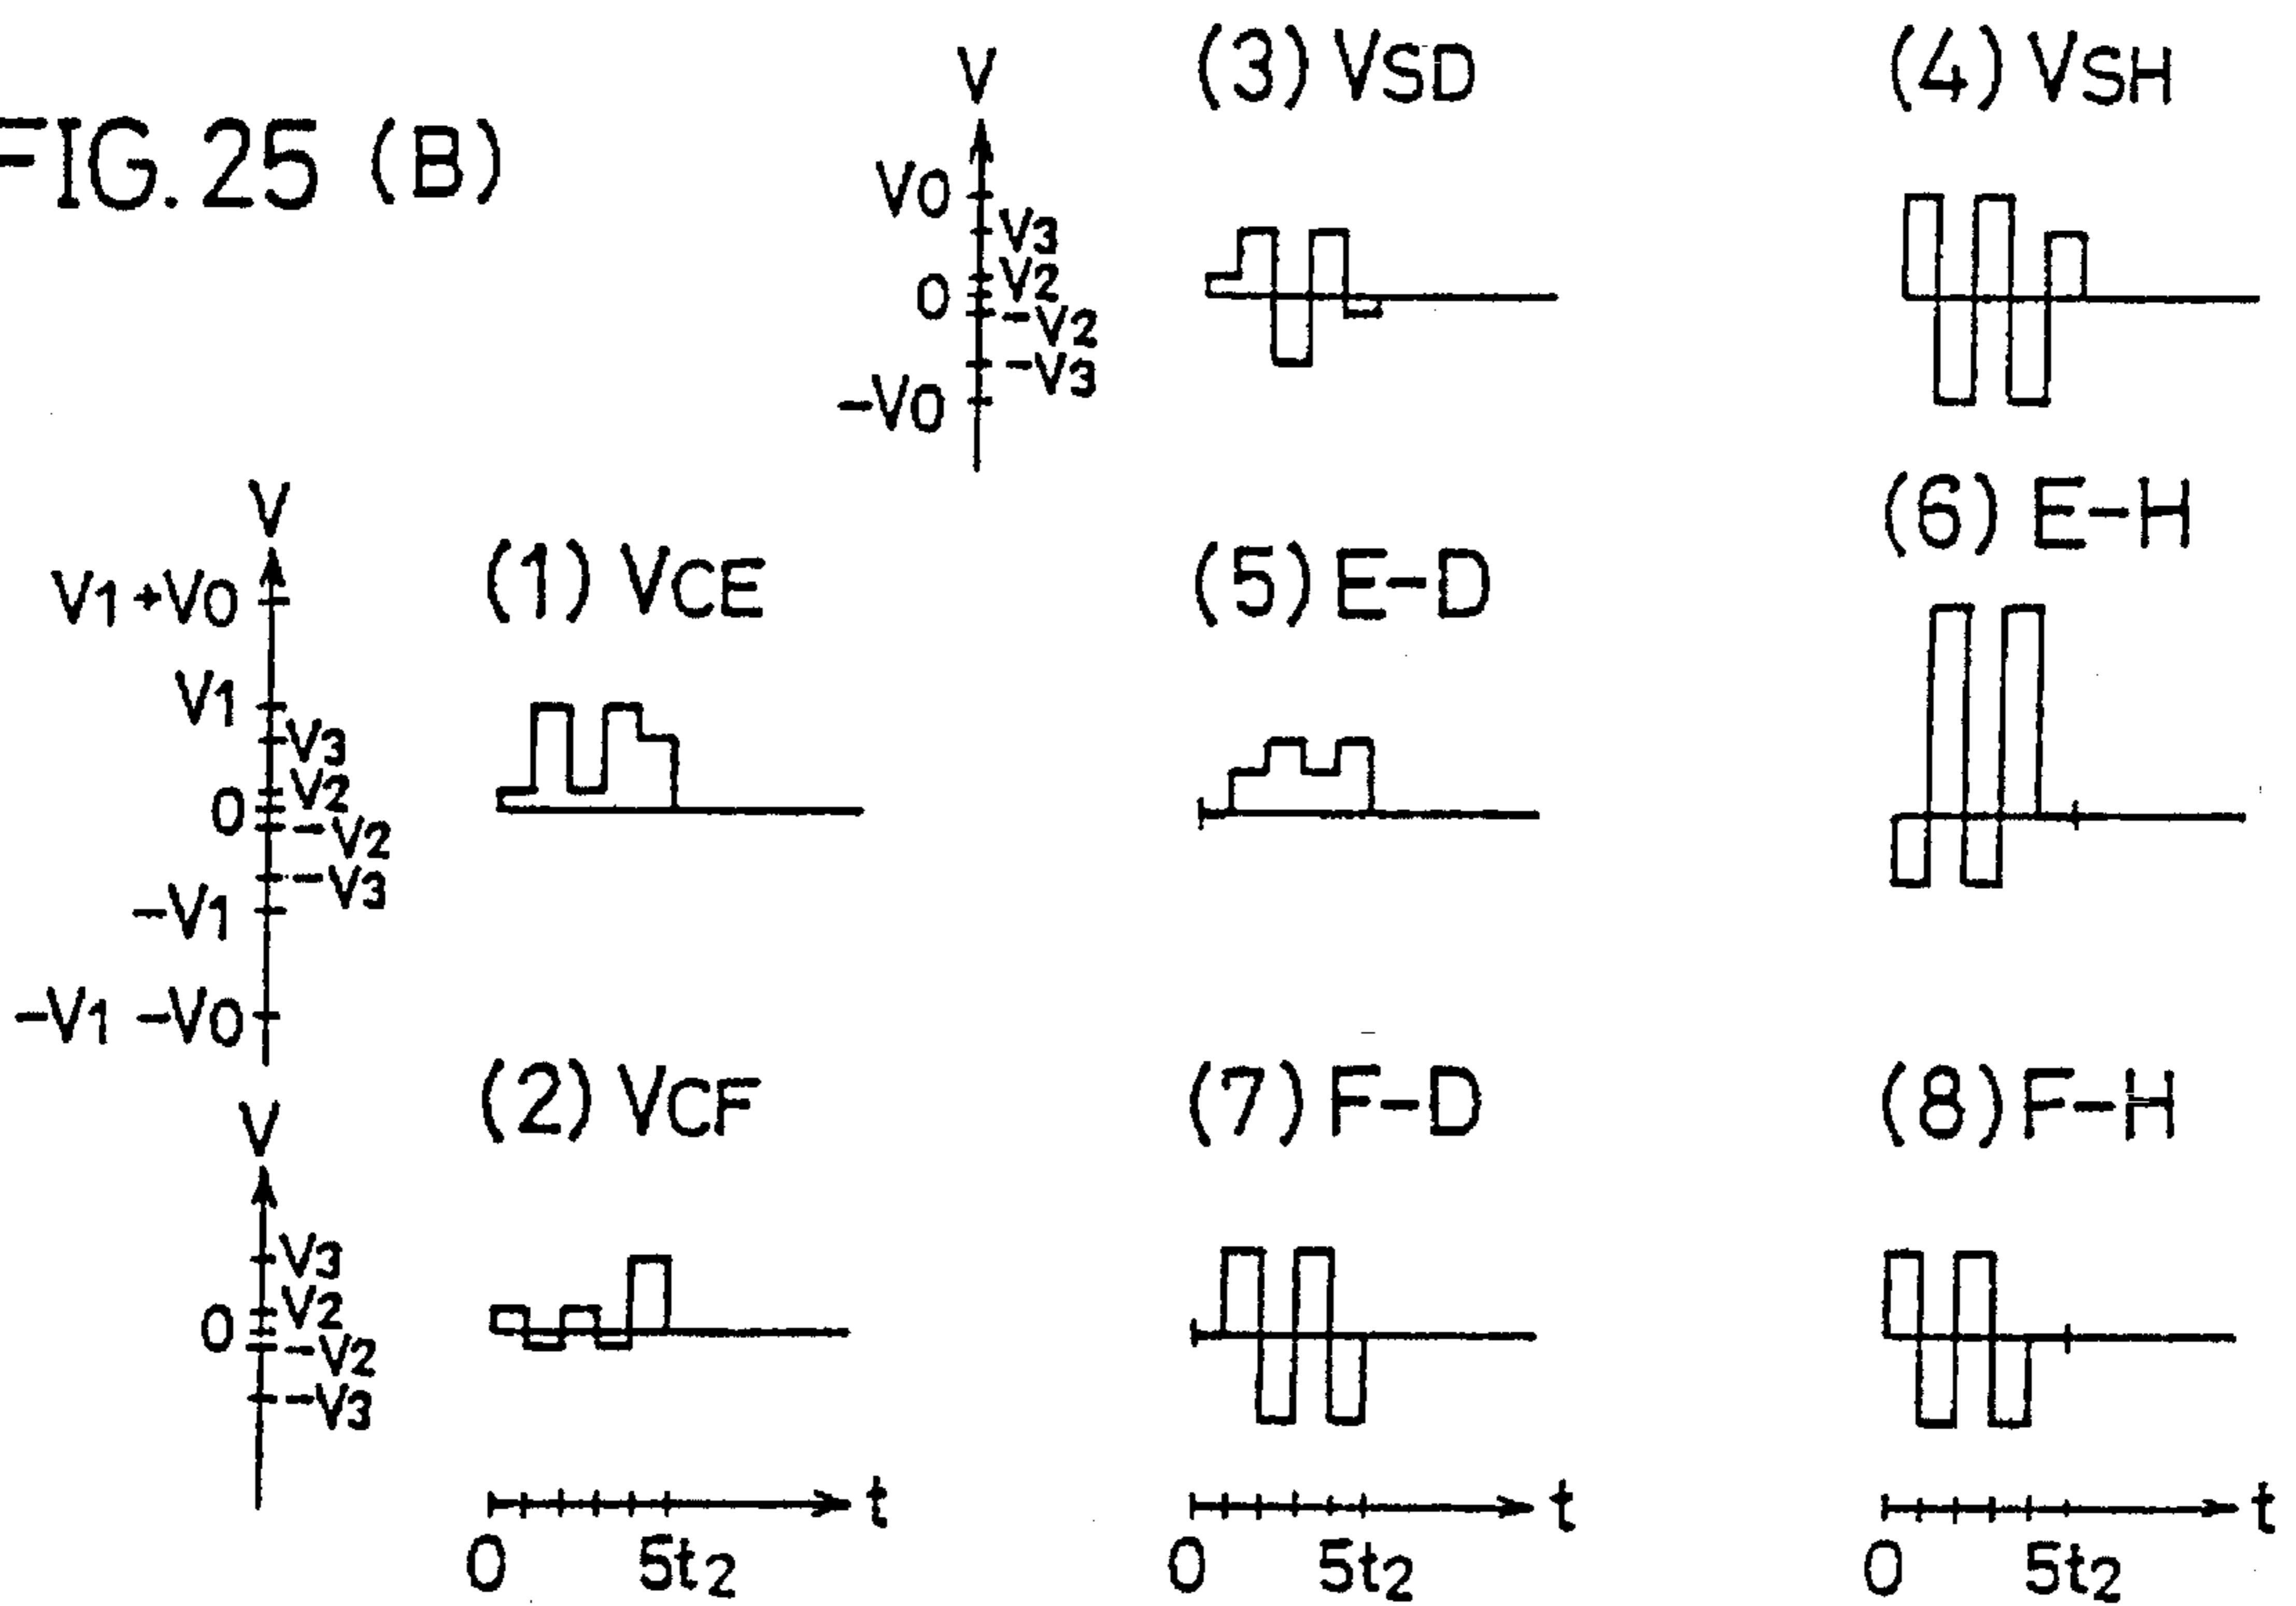 FIG. 25 (B)
V
V0
V3
V2
0
-V2
-V3
-V0
(3) VSD
(4) VSH
V
V1+V0
V1
V3
V2
0
-V2
-V3
-V1
-V1 -V0
(1) VCE
(5) E-D
(6) E-H
V
V3
V2
0
-V2
-V3
(2) VCF
(7) F-D
(8) F-H
t
0
5t2
t
0
5t2
t
0
5t2